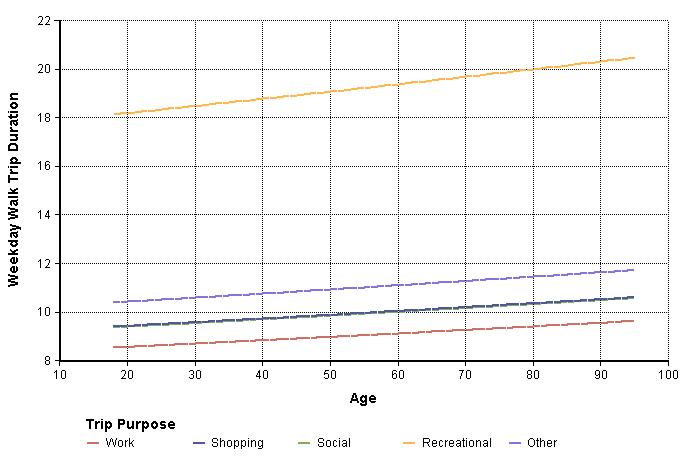 22
20
18
16
14
12
10
8
Weekday Walk Trip Duration
10 20 30 40 50 60 70 80 90 100
Age
Trip Purpose
Work Shopping Social Recreational Other